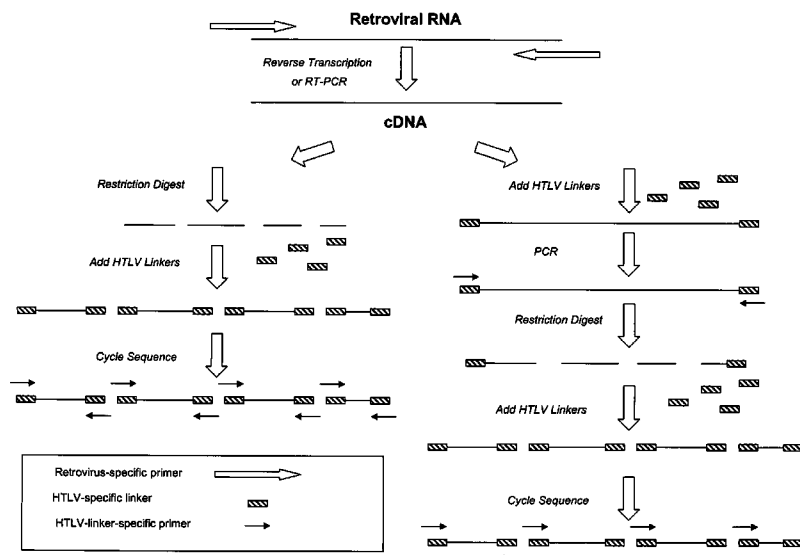 Retroviral RNA
Reverse Transcription
or RT-PCR
cDNA
Restriction Digest
Add HTLV Linkers
Cycle Sequence
Add HTLV Linkers
PCR
Restriction Digest
Add HTLV Linkers
Cycle Sequence
Retrovirus-specific primer
HTLV-specific linker
HTLV-linker-specific primer